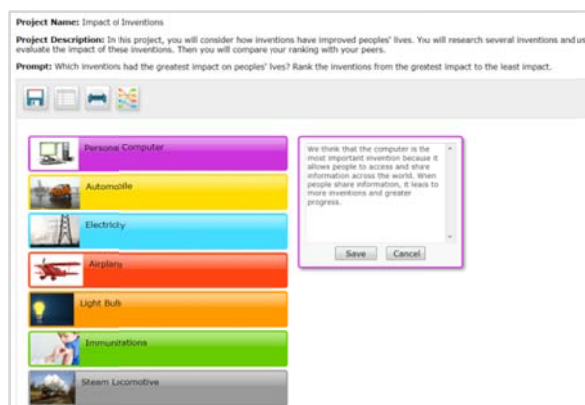 Project Name: Impact of Inventions
Project Description: In this project, you will consider how inventions have improved peoples' lives. You will research several inventions and us
evaluate the impact of these inventions. Then you will compare your ranking with your peers.
Prompt: Which inventions had the greatest impact on peoples' lives? Rank the inventions from the greatest impact to the least impact.
Personal Computer
Automobile
Electricity
Airplane
Light Bulb
Immunizations
Steam Locomotive
We think that the computer is the
most important invention because it
allows people to access and share
information across the world. When
people share information, it leads to
more inventions and greater
progress.
Save Cancel